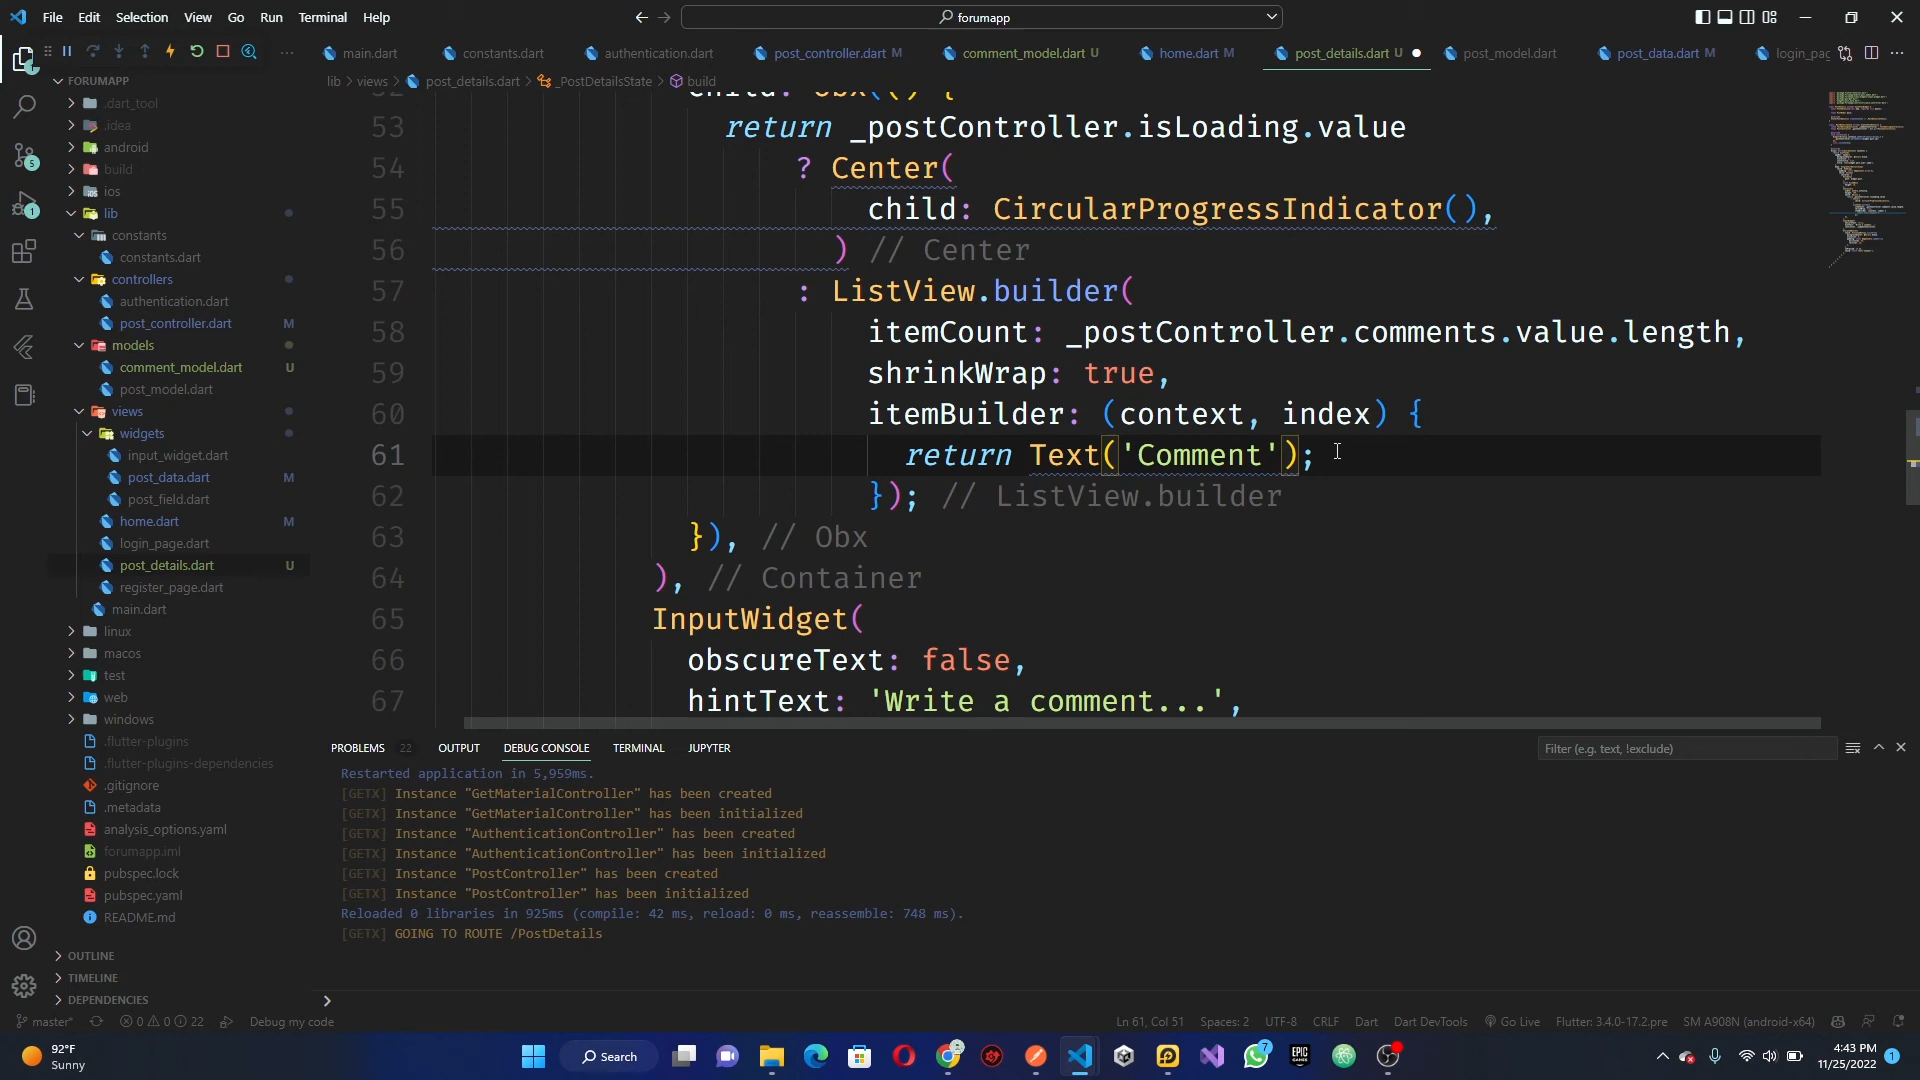 File Edit Selection View Go Run Terminal Help
forumapp
main.dart
constants.dart
authentication.dart
post_controller.dart M
comment_model.dart U
home.dart M
post_details.dart U
post_model.dart
post_data.dart M
login_pag
FORUMAPP
lib > views > post_details.dart > _PostDetailsState > build
.dart_tool
.idea
android
build
ios
lib
constants
constants.dart
controllers
authentication.dart
post_controller.dart M
models
comment_model.dart U
post_model.dart
views
widgets
input_widget.dart
post_data.dart M
post_field.dart
home.dart M
login_page.dart
post_details.dart U
register_page.dart
main.dart
linux
macos
test
web
windows
.flutter-plugins
.flutter-plugins-dependencies
.gitignore
.metadata
analysis_options.yaml
forumapp.iml
pubspec.lock
pubspec.yaml
README.md
OUTLINE
TIMELINE
DEPENDENCIES
5
1
52 child: Obx(() {
53 return _postController.isLoading.value
54 ? Center(
55 child: CircularProgressIndicator(),
56 ) // Center
57 : ListView.builder(
58 itemCount: _postController.comments.value.length,
59 shrinkWrap: true,
60 itemBuilder: (context, index) {
61 return Text('Comment');
62 }); // ListView.builder
63 }), // Obx
64 ), // Container
65 InputWidget(
66 obscureText: false,
67 hintText: 'Write a comment...',
PROBLEMS 22 OUTPUT DEBUG CONSOLE TERMINAL JUPYTER
Filter (e.g. text, !exclude)
Restarted application in 5,959ms.
[GETX] Instance "GetMaterialController" has been created
[GETX] Instance "GetMaterialController" has been initialized
[GETX] Instance "AuthenticationController" has been created
[GETX] Instance "AuthenticationController" has been initialized
[GETX] Instance "PostController" has been created
[GETX] Instance "PostController" has been initialized
Reloaded 0 libraries in 925ms (compile: 42 ms, reload: 0 ms, reassemble: 748 ms).
[GETX] GOING TO ROUTE /PostDetails
master* 0 0 22 Debug my code
Ln 61, Col 51 Spaces: 2 UTF-8 CRLF Dart Dart DevTools Go Live Flutter: 3.4.0-17.2.pre SM A908N (android-x64)
92°F
Sunny
Search
7
EPIC GAMES
4:43 PM
11/25/2022
1